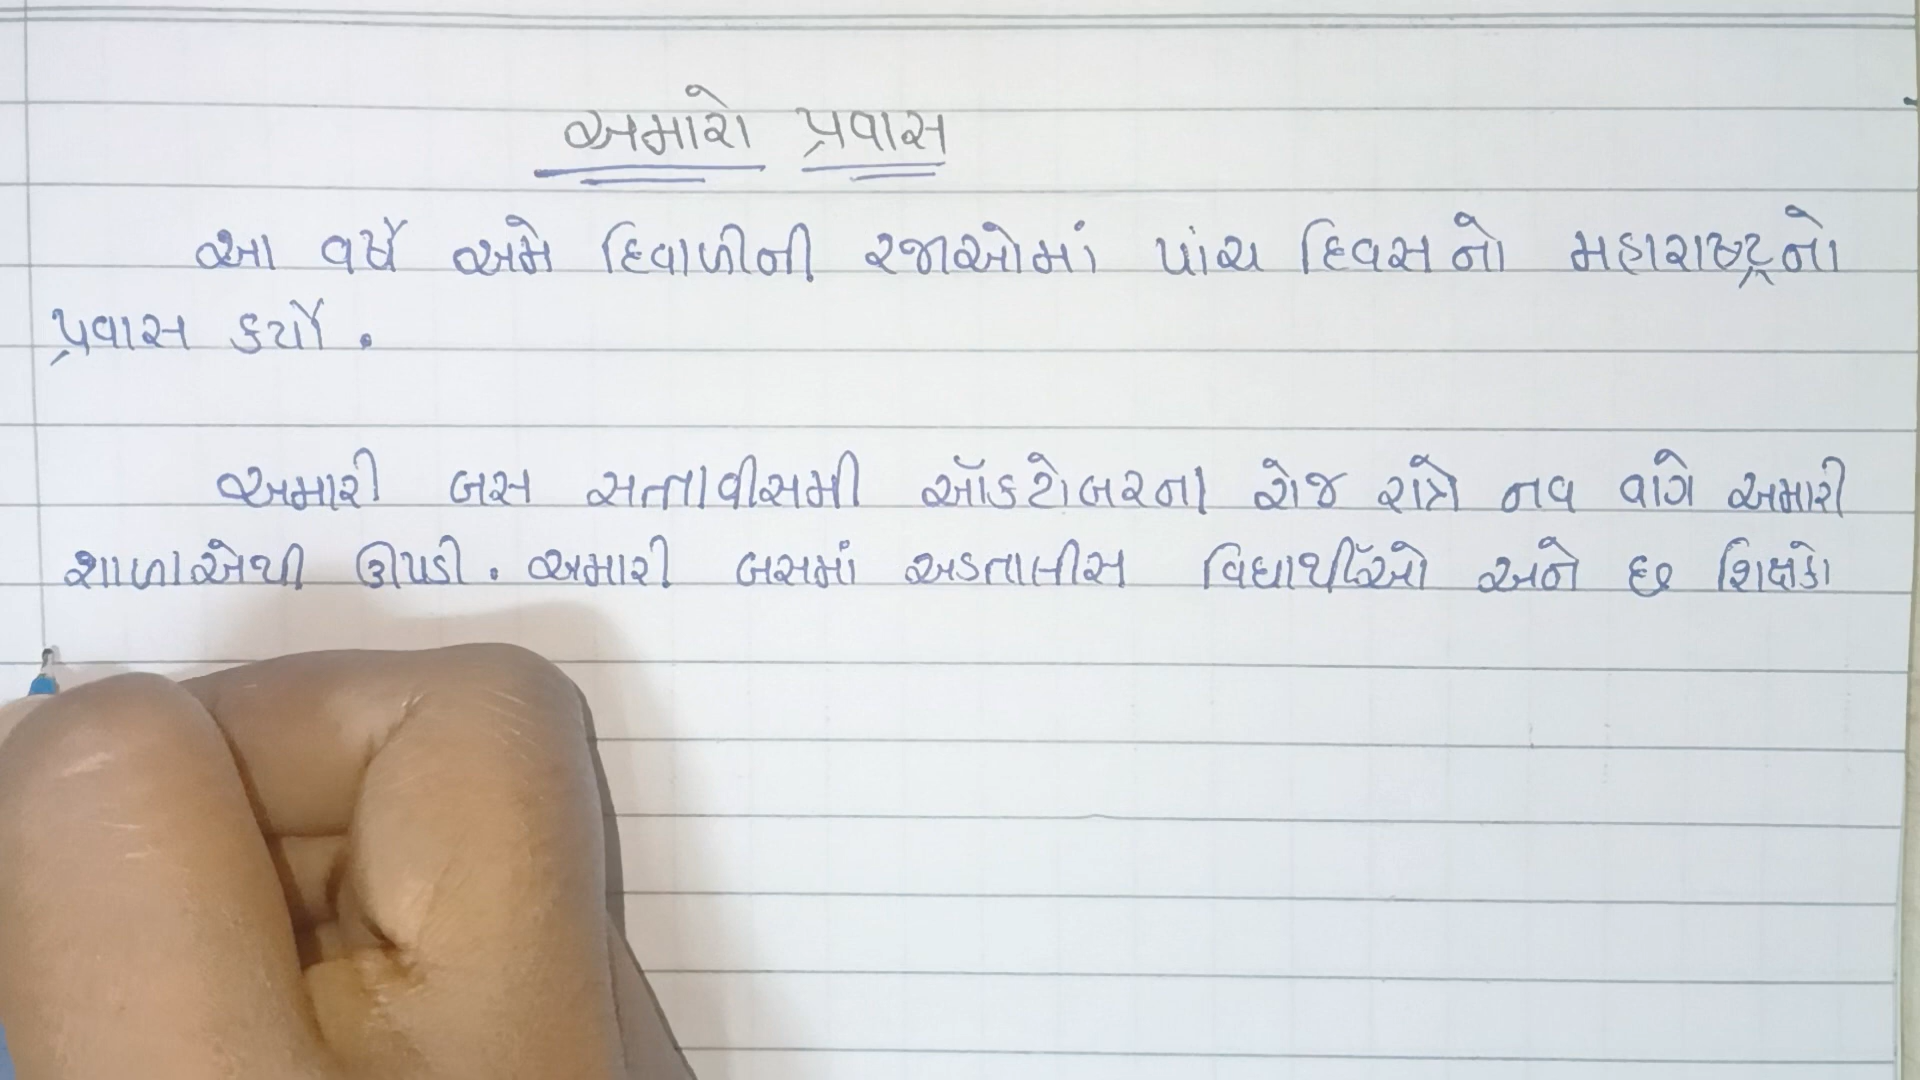 અમારો પ્રવાસ
આ વર્ષે અમે દિવાળીની રજાઓમાં પાંચ દિવસનો મહારાષ્ટ્રનો
પ્રવાસ કર્યો.
અમારી બસ સત્તાવીસમી ઑકટોબરના રોજ રાત્રે નવ વાગે અમારી
શાળાએથી ઊપડી. અમારી બસમાં અડતાલીસ વિદ્યાર્થીઓ અને છ શિક્ષકો